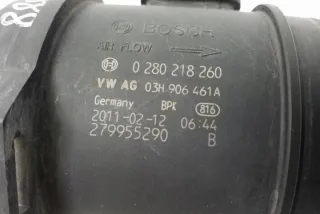 BOSCH
AIR FLOW
0 280 218 260
VW AG 03H 906 461A
Germany BPK 816
2011-02-12 06:44
279955290 B